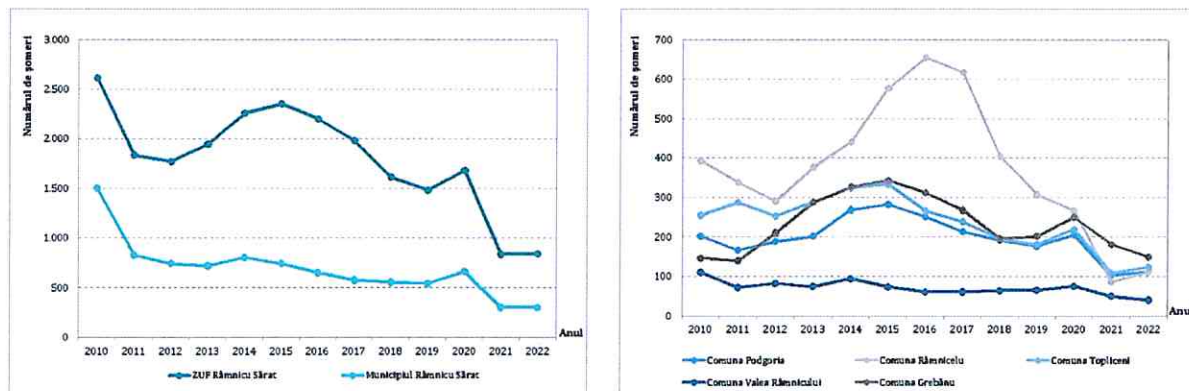 Numărul de șomeri
3.000
2.500
2.000
1.500
1.000
500
0
2010 2011 2012 2013 2014 2015 2016 2017 2018 2019 2020 2021 2022
Anul
ZUF Râmnicu Sărat Municipiul Râmnicu Sărat
Numărul de șomeri
700
600
500
400
300
200
100
0
2010 2011 2012 2013 2014 2015 2016 2017 2018 2019 2020 2021 2022
Anul
Comuna Podgoria Comuna Râmnicelu Comuna Topliceni
Comuna Valea Râmnicului Comuna Grebănu